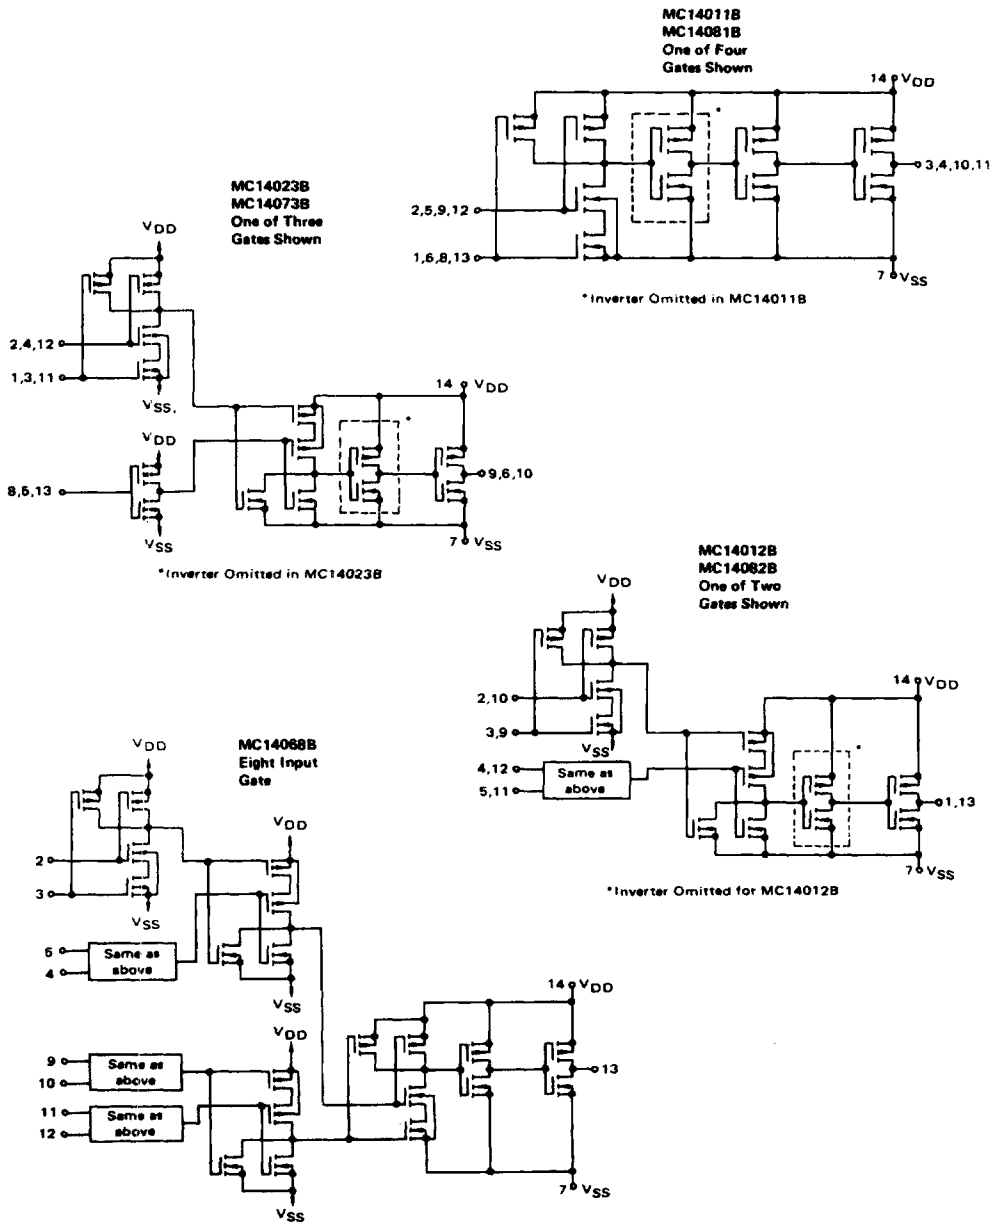 MC14011B
MC14081B
One of Four
Gates Shown
14 VDD
*
3,4,10,11
2,5,9,12
1,6,8,13
7 VSS
*Inverter Omitted in MC14011B
MC14023B
MC14073B
One of Three
Gates Shown
VDD
2,4,12
1,3,11
VSS.
VDD
8,5,13
VSS
14 VDD
*
9,6,10
7 VSS
*Inverter Omitted in MC14023B
MC14012B
MC14082B
One of Two
Gates Shown
VDD
2,10
3,9
VSS
4,12
5,11
Same as
above
14 VDD
*
1,13
7 VSS
*Inverter Omitted for MC14012B
MC14068B
Eight Input
Gate
VDD
2
3
VSS
5
4
Same as
above
VDD
VSS
9
10
Same as
above
11
12
Same as
above
VDD
VSS
14 VDD
13
7 VSS